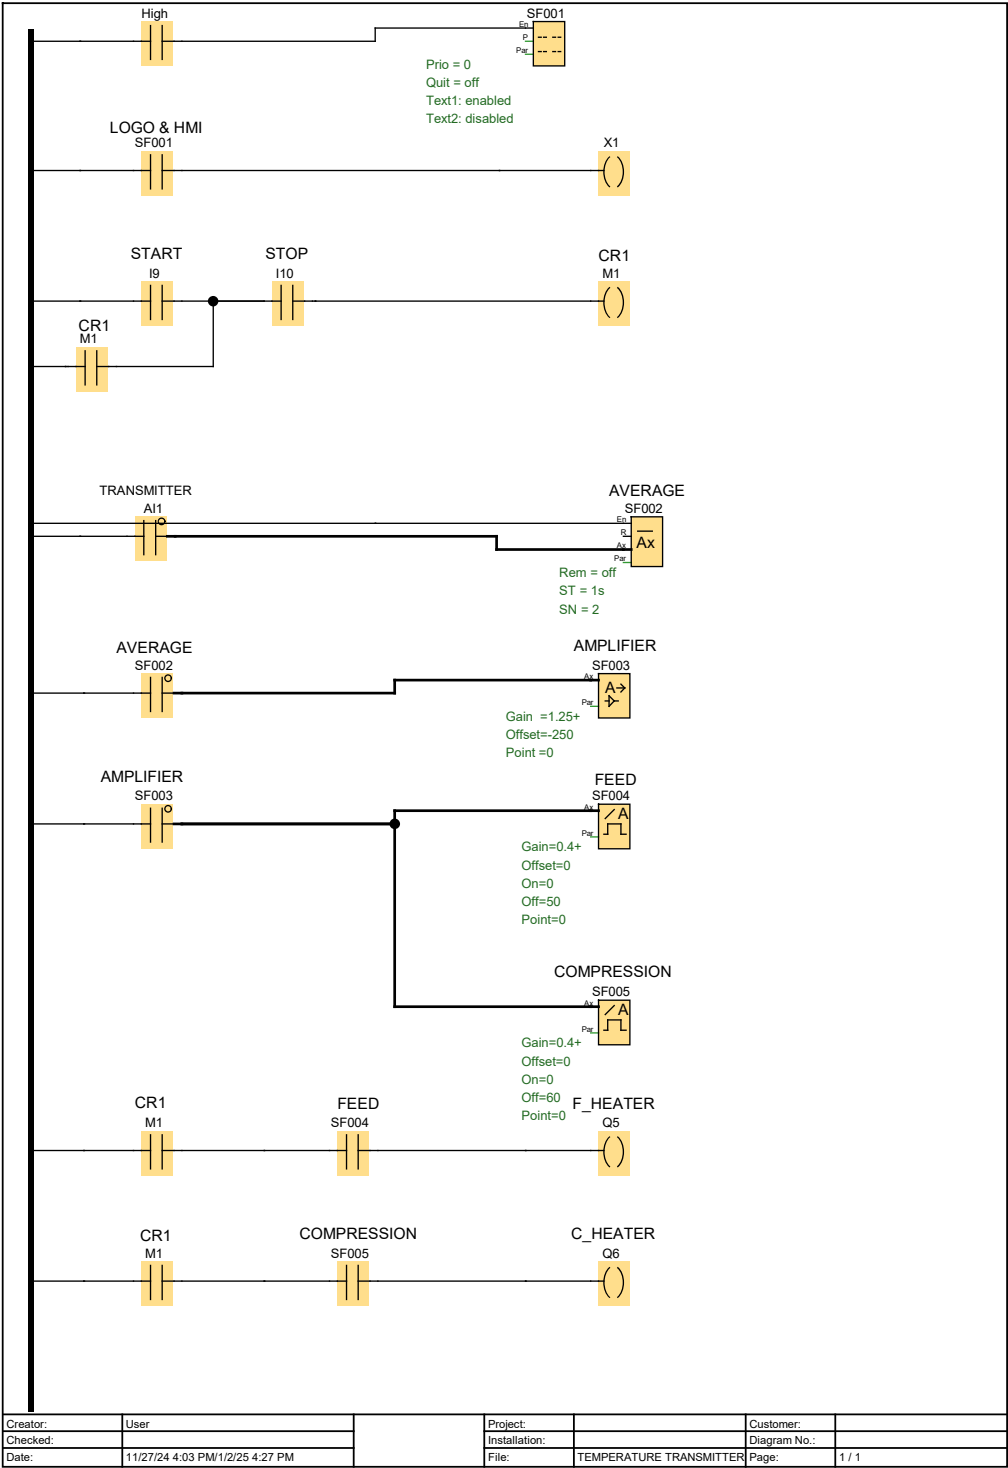 High
SF001
En
P
Par
Prio = 0
Quit = off
Text1: enabled
Text2: disabled
LOGO & HMI
SF001
X1
START
I9
STOP
I10
CR1
M1
CR1
M1
TRANSMITTER
AI1
AVERAGE
SF002
En
R
Ax
Par
Ax
Rem = off
ST = 1s
SN = 2
AVERAGE
SF002
AMPLIFIER
SF003
Ax
Par
A→
Gain =1.25+
Offset=-250
Point =0
AMPLIFIER
SF003
FEED
SF004
Ax
Par
/A
Gain=0.4+
Offset=0
On=0
Off=50
Point=0
COMPRESSION
SF005
Ax
Par
/A
Gain=0.4+
Offset=0
On=0
Off=60
Point=0
CR1
M1
FEED
SF004
F_HEATER
Q5
CR1
M1
COMPRESSION
SF005
C_HEATER
Q6
Creator: User Project: Customer:
Checked: Installation: Diagram No.:
Date: 11/27/24 4:03 PM/1/2/25 4:27 PM File: TEMPERATURE TRANSMITTER Page: 1 / 1